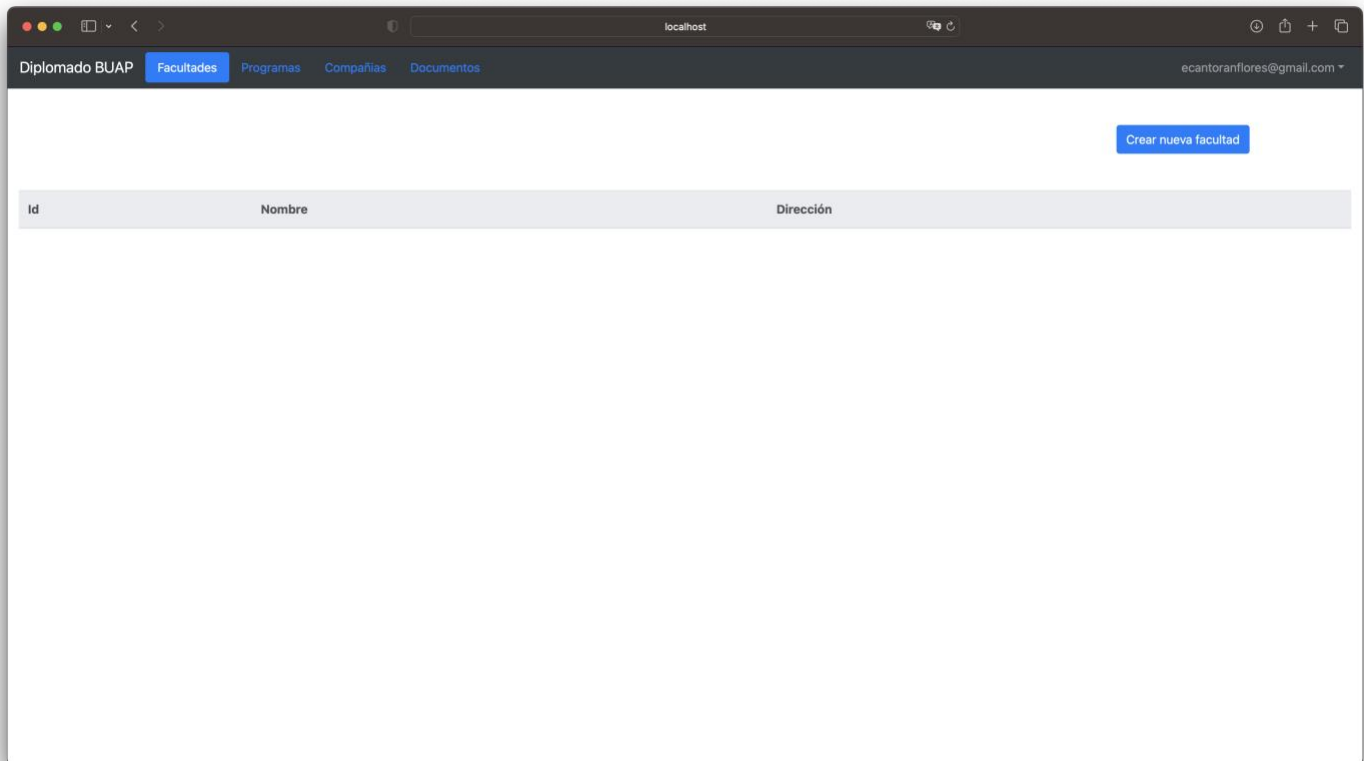 localhost
Diplomado BUAP Facultades Programas Compañias Documentos ecantoranflores@gmail.com
Crear nueva facultad
Id Nombre Dirección